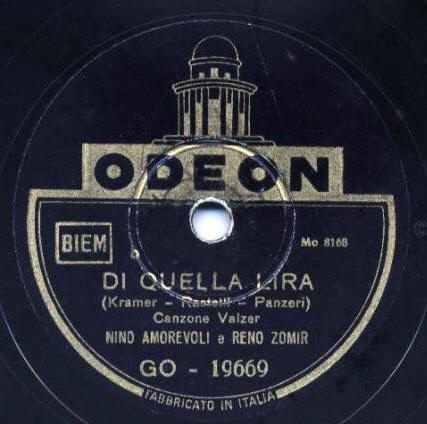 ODEON
BIEM
Mo 8168
DI QUELLA LIRA
(Kramer - Rastelli - Panzeri)
Canzone Valzer
NINO AMOREVOLI e RENO ZOMIR
GO - 19669
FABBRICATO IN ITALIA